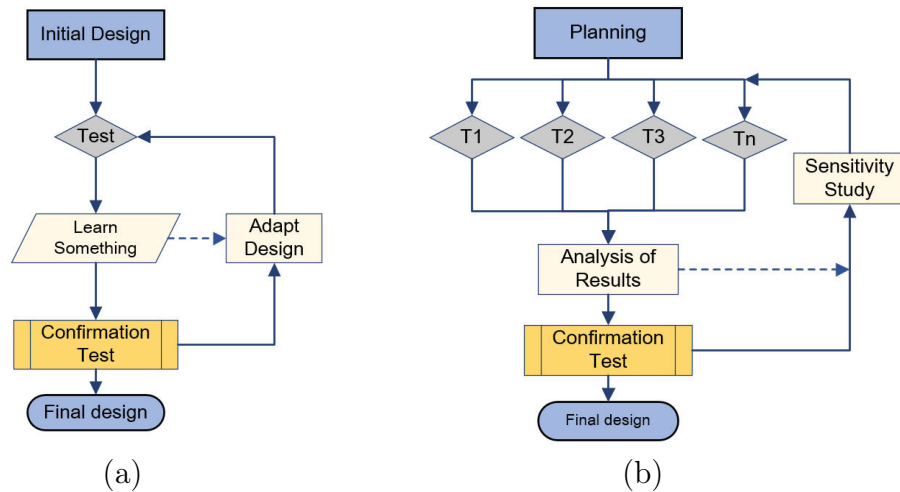 Initial Design
Test
Learn
Something
Adapt
Design
Confirmation
Test
Final design
(a)
Planning
T1
T2
T3
Tn
Sensitivity
Study
Analysis of
Results
Confirmation
Test
Final design
(b)